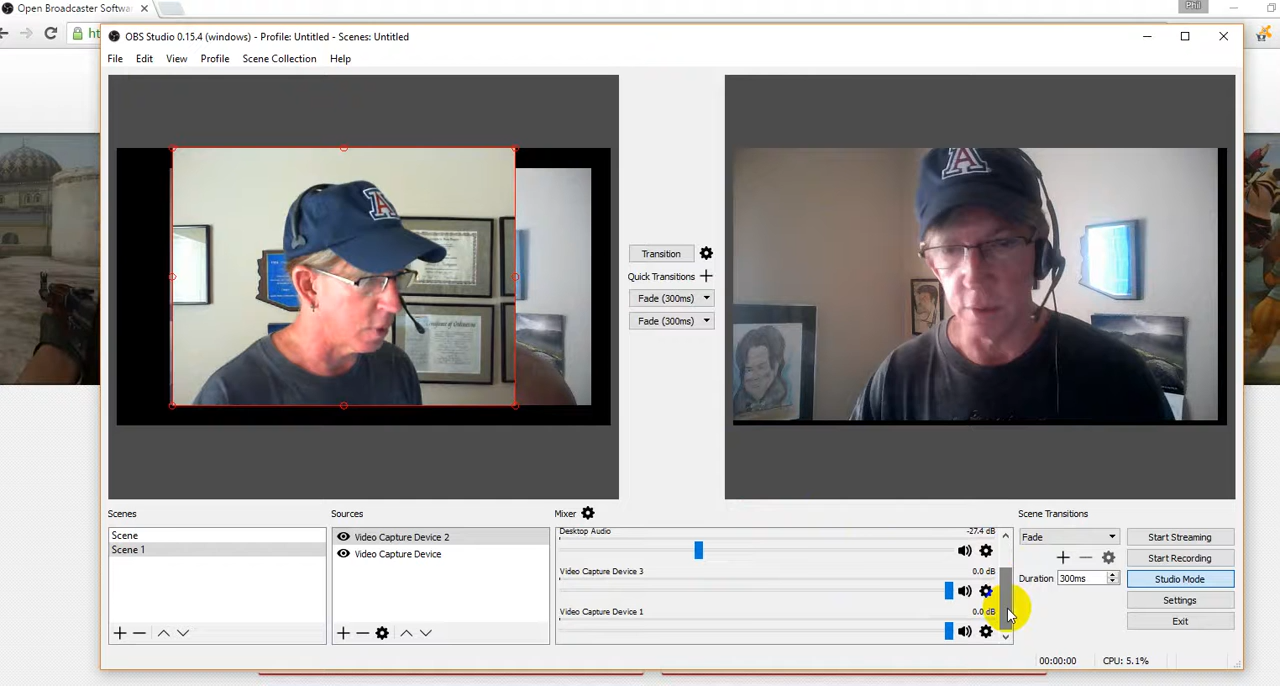 Open Broadcaster Softwa
Phil
OBS Studio 0.15.4 (windows) - Profile: Untitled - Scenes: Untitled
File Edit View Profile Scene Collection Help
A
A
Transition
Quick Transitions
Fade (300ms)
Fade (300ms)
Scenes
Sources
Mixer
Scene Transitions
Scene
Scene 1
Video Capture Device 2
Video Capture Device
Desktop Audio -27.4 dB
Video Capture Device 3 0.0 dB
Video Capture Device 1 0.0 dB
Fade
Duration 300ms
Start Streaming
Start Recording
Studio Mode
Settings
Exit
00:00:00 CPU: 5.1%